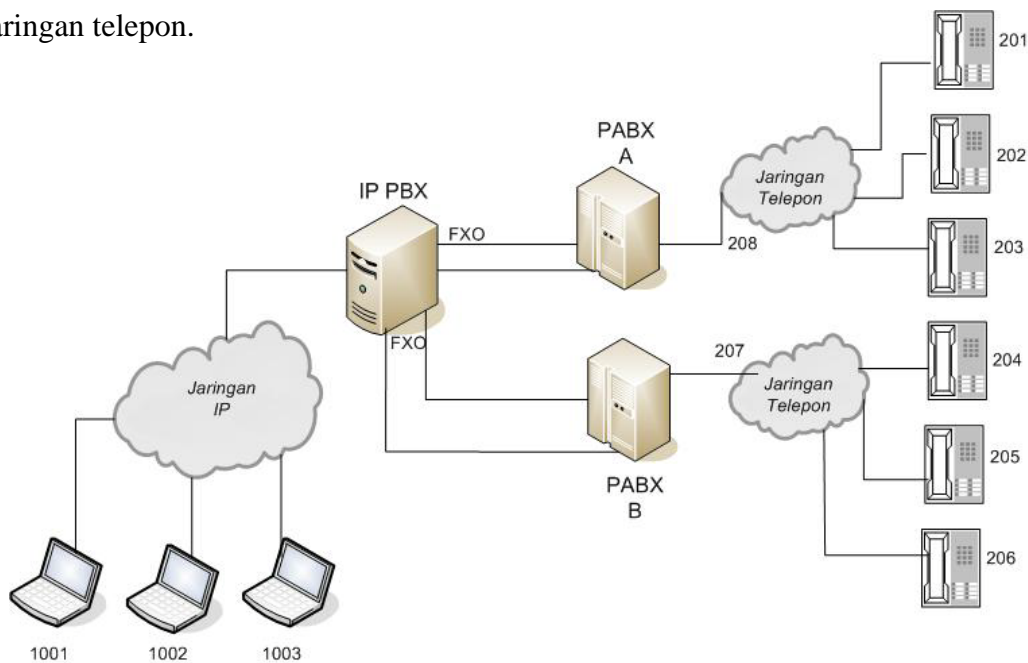 aringan telepon.
201
PABX
A
202
Jaringan
Telepon
IP PBX
FXO
208
203
FXO
207
204
Jaringan
IP
Jaringan
Telepon
205
PABX
B
206
1001
1002
1003